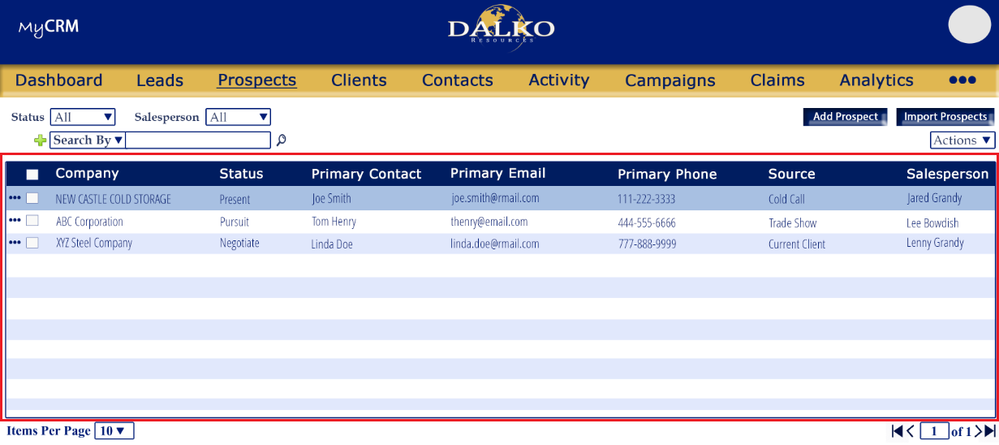 MyCRM
DALKO
RESOURCES
Dashboard Leads Prospects Clients Contacts Activity Campaigns Claims Analytics •••
Status All ▼ Salesperson All ▼ Add Prospect Import Prospects
Search By ▼ Actions ▼
Company Status Primary Contact Primary Email Primary Phone Source Salesperson
••• NEW CASTLE COLD STORAGE Present Joe Smith joe.smith@rmail.com 111-222-3333 Cold Call Jared Grandy
••• ABC Corporation Pursuit Tom Henry thenry@email.com 444-555-6666 Trade Show Lee Bowdish
••• XYZ Steel Company Negotiate Linda Doe linda.doe@rmail.com 777-888-9999 Current Client Lenny Grandy
Items Per Page 10 ▼ 1 of 1